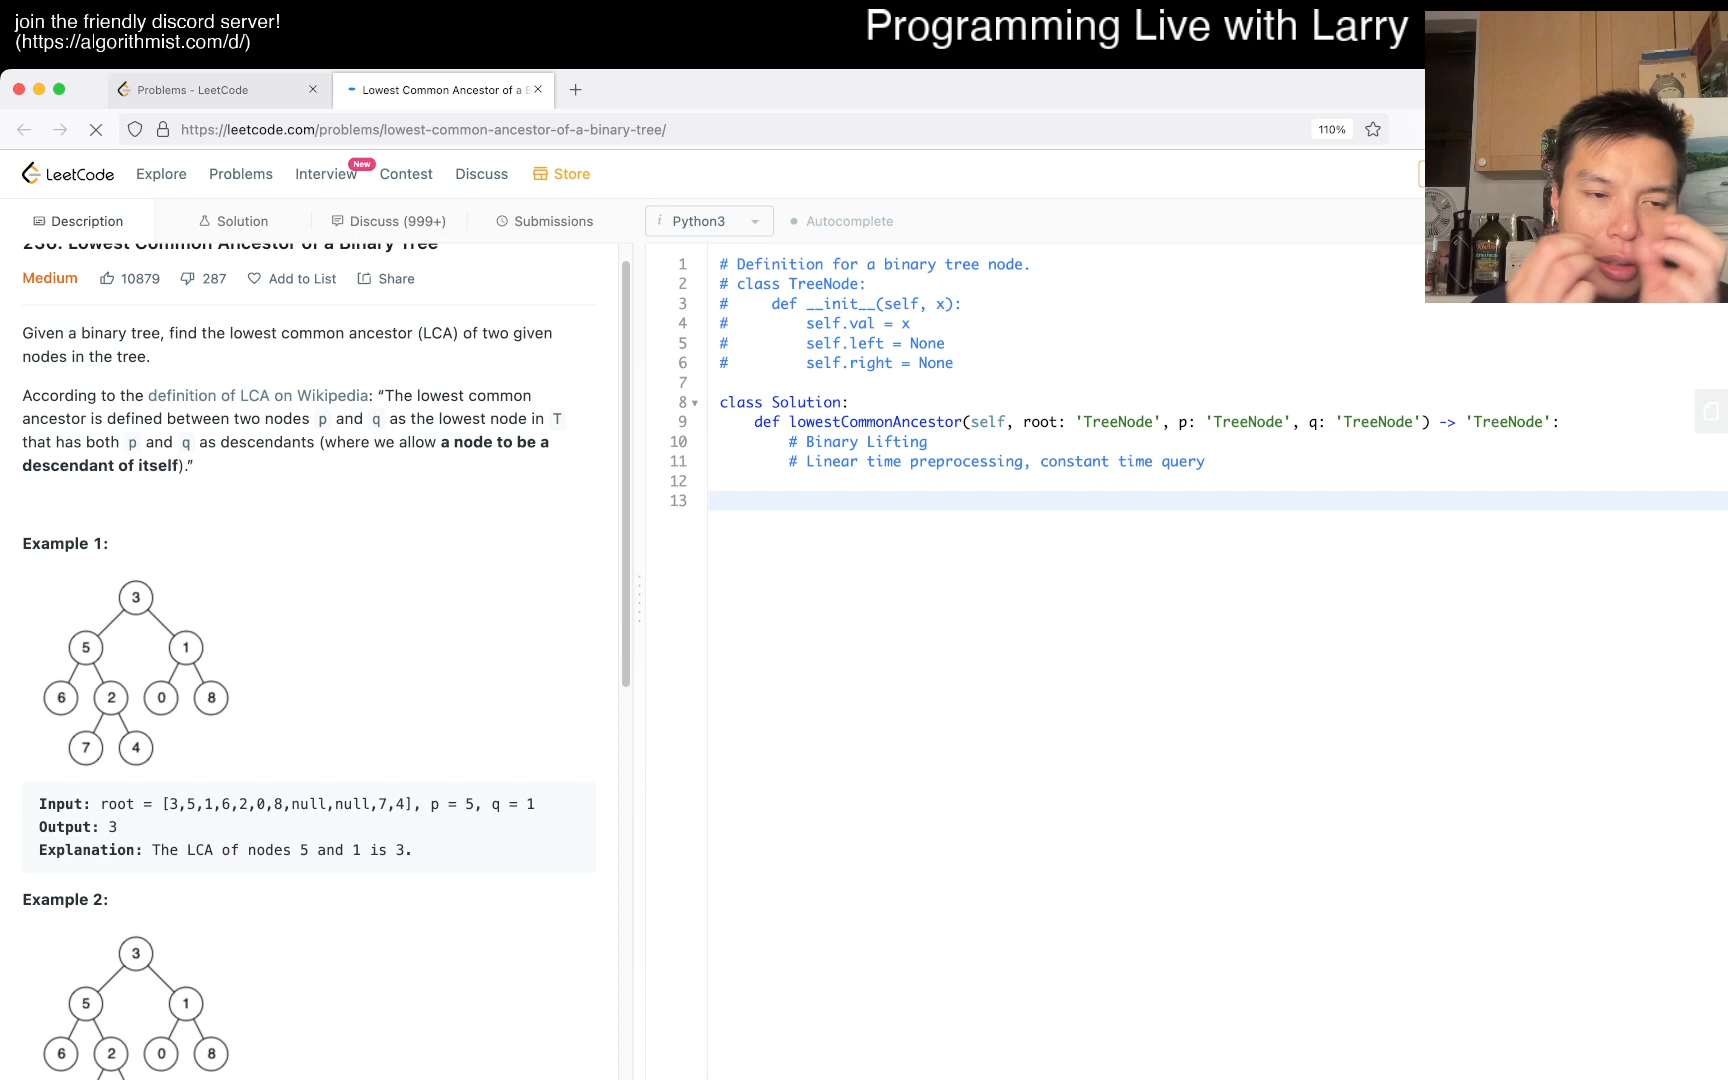 join the friendly discord server!
(https://algorithmist.com/d/)
Programming Live with Larry
Problems - LeetCode
Lowest Common Ancestor of a B
https://leetcode.com/problems/lowest-common-ancestor-of-a-binary-tree/
110%
LeetCode
Explore
Problems
Interview
New
Contest
Discuss
Store
Description
Solution
Discuss (999+)
Submissions
i Python3
Autocomplete
236. Lowest Common Ancestor of a Binary Tree
Medium
10879
287
Add to List
Share
Given a binary tree, find the lowest common ancestor (LCA) of two given
nodes in the tree.
According to the definition of LCA on Wikipedia: “The lowest common
ancestor is defined between two nodes p and q as the lowest node in T
that has both p and q as descendants (where we allow a node to be a
descendant of itself).”
Example 1:
3
5 1
6 2 0 8
7 4
Input: root = [3,5,1,6,2,0,8,null,null,7,4], p = 5, q = 1
Output: 3
Explanation: The LCA of nodes 5 and 1 is 3.
Example 2:
3
5 1
6 2 0 8
1 # Definition for a binary tree node.
2 # class TreeNode:
3 #     def __init__(self, x):
4 #         self.val = x
5 #         self.left = None
6 #         self.right = None
7
8 class Solution:
9     def lowestCommonAncestor(self, root: 'TreeNode', p: 'TreeNode', q: 'TreeNode') -> 'TreeNode':
10         # Binary Lifting
11         # Linear time preprocessing, constant time query
12
13